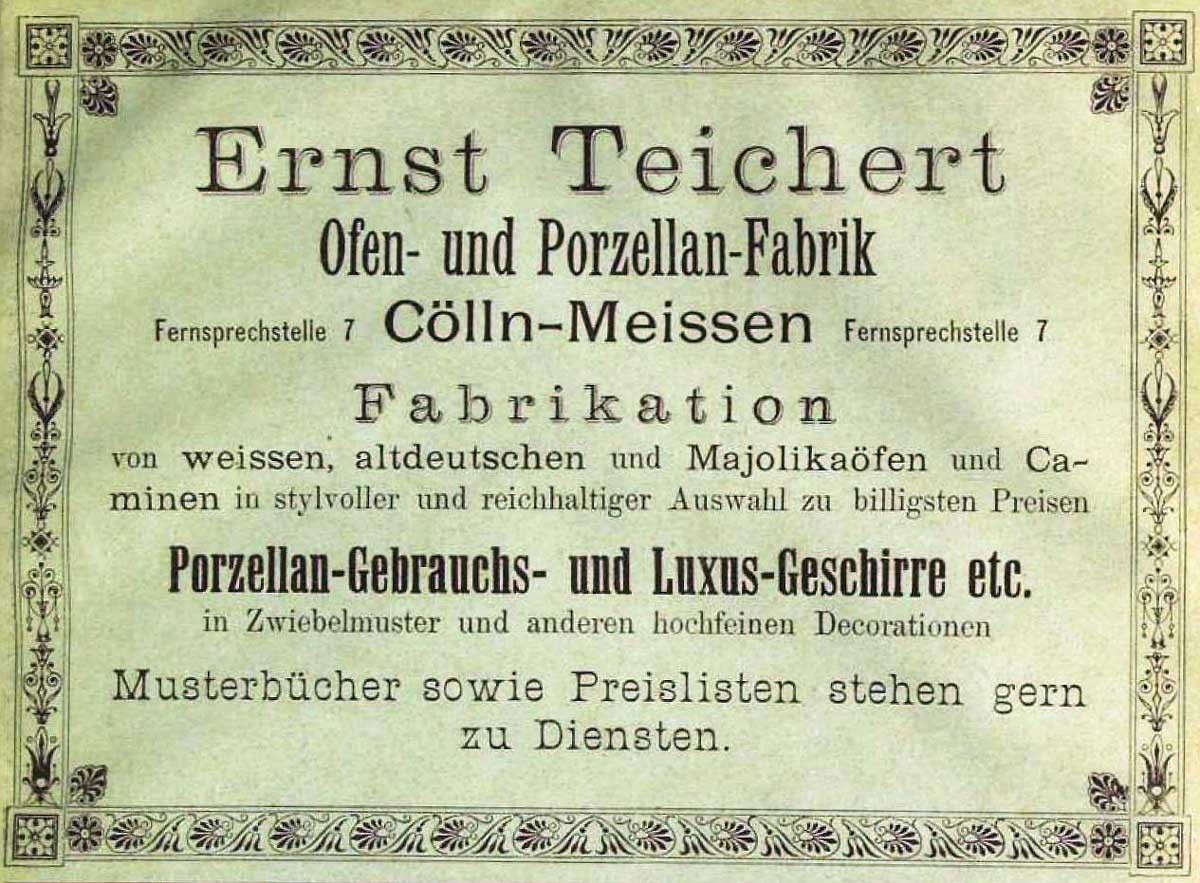 Ernst Teichert
Ofen- und Porzellan-Fabrik
Fernsprechstelle 7 Cölln-Meissen Fernsprechstelle 7
Fabrikation
von weissen, altdeutschen und Majolikaöfen und Ca-
minen in stylvoller und reichhaltiger Auswahl zu billigsten Preisen
Porzellan-Gebrauchs- und Luxus-Geschirre etc.
in Zwiebelmuster und anderen hochfeinen Decorationen
Musterbücher sowie Preislisten stehen gern
zu Diensten.